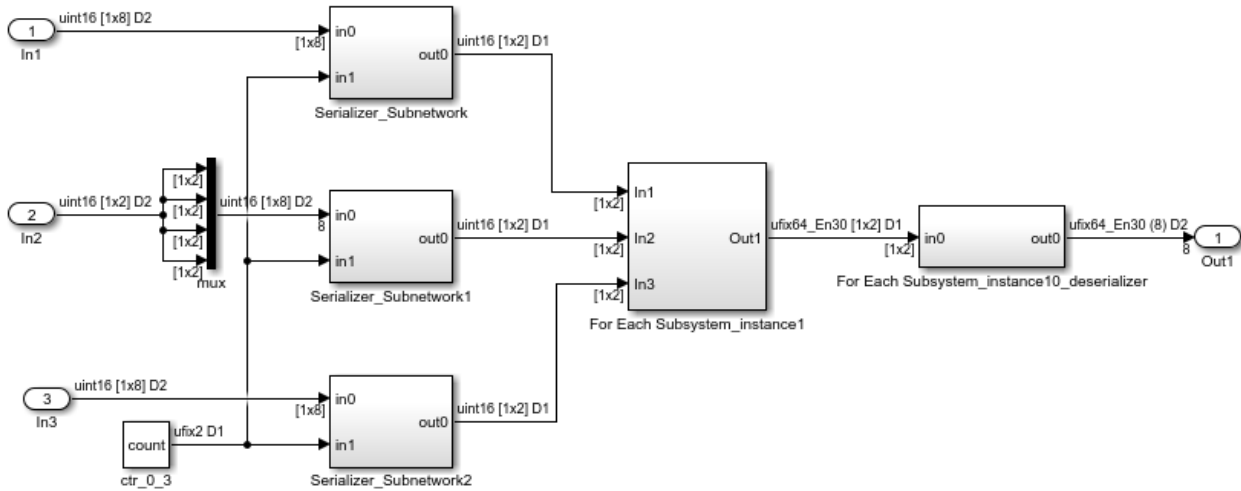 1
In1
uint16 [1x8] D2
[1x8]
in0
in1
out0
Serializer_Subnetwork
uint16 [1x2] D1
2
In2
uint16 [1x2] D2
[1x2]
[1x2]
[1x2]
[1x2]
mux
uint16 [1x8] D2
8
in0
in1
out0
Serializer_Subnetwork1
uint16 [1x2] D1
3
In3
uint16 [1x8] D2
[1x8]
count
ctr_0_3
ufix2 D1
in0
in1
out0
Serializer_Subnetwork2
uint16 [1x2] D1
[1x2]
[1x2]
[1x2]
In1
In2
In3
Out1
For Each Subsystem_instance1
ufix64_En30 [1x2] D1
[1x2]
in0
out0
For Each Subsystem_instance10_deserializer
ufix64_En30 (8) D2
8
1
Out1